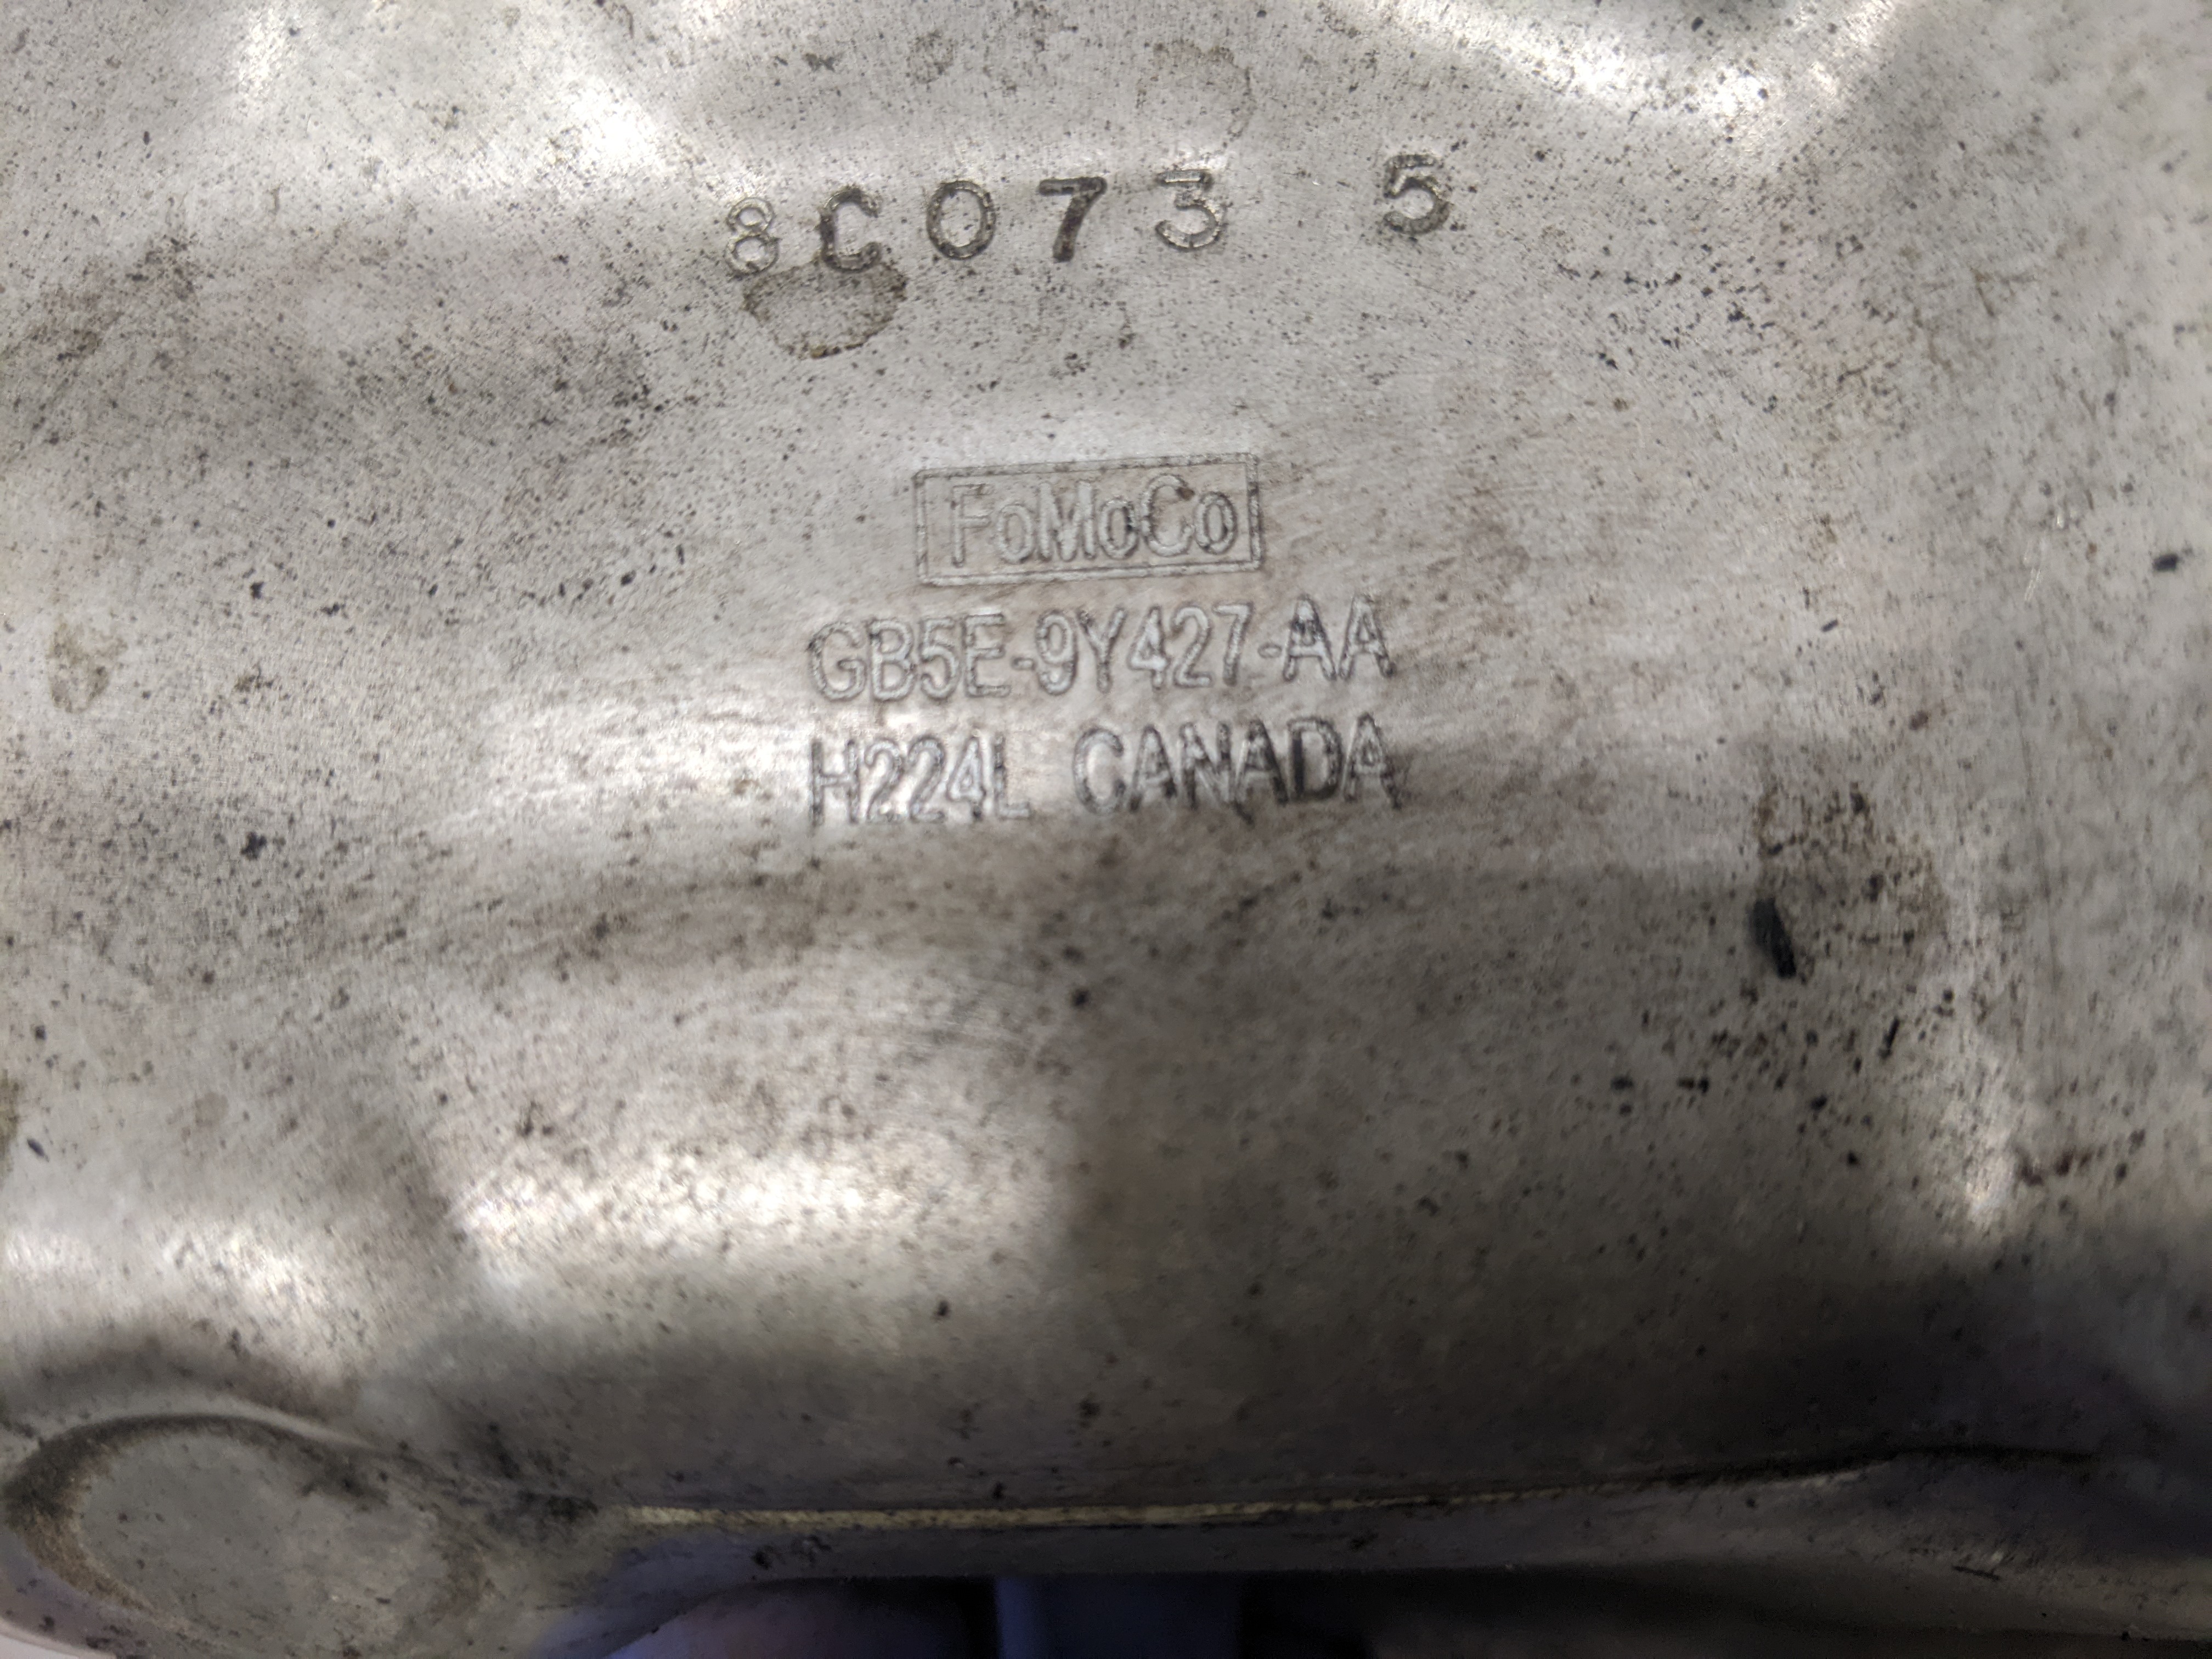 8C073 5
FoMoCo
GB5E-9Y427-AA
H224L CANADA